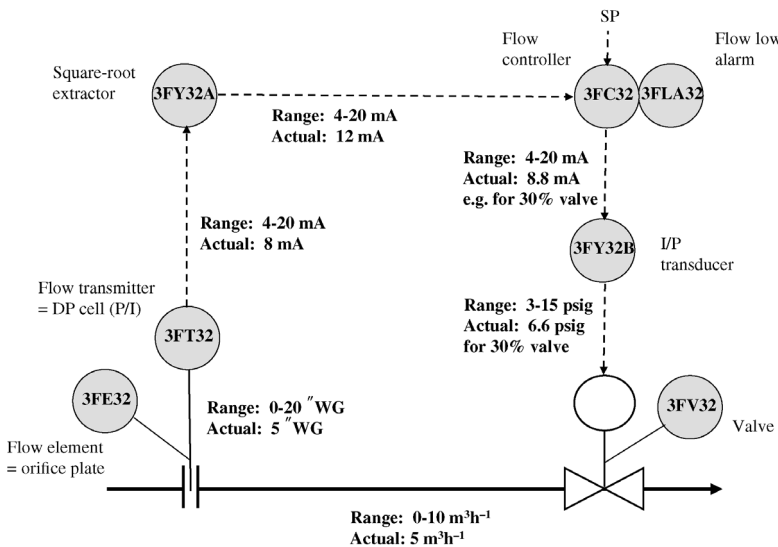 SP
Flow
controller
Flow low
alarm
Square-root
extractor
3FY32A
3FC32
3FLA32
Range: 4-20 mA
Actual: 12 mA
Range: 4-20 mA
Actual: 8.8 mA
e.g. for 30% valve
Range: 4-20 mA
Actual: 8 mA
3FY32B
I/P
transducer
Flow transmitter
= DP cell (P/I)
3FT32
Range: 3-15 psig
Actual: 6.6 psig
for 30% valve
3FE32
Range: 0-20 ″WG
Actual: 5 ″WG
3FV32
Valve
Flow element
= orifice plate
Range: 0-10 m³h⁻¹
Actual: 5 m³h⁻¹